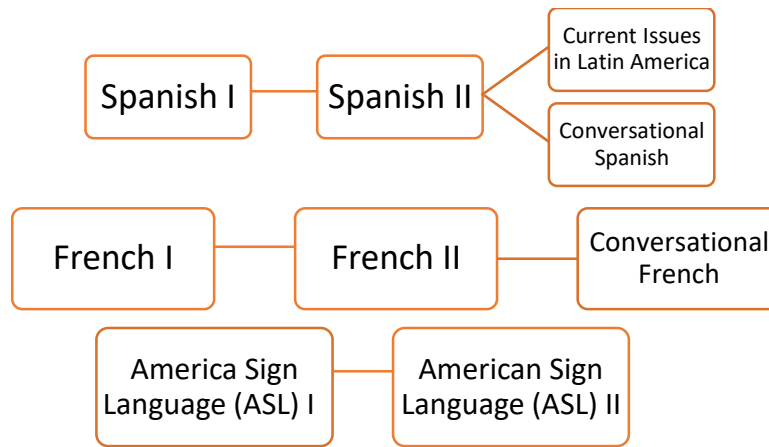 Spanish I
Spanish II
Current Issues
in Latin America
Conversational
Spanish
French I
French II
Conversational
French
America Sign
Language (ASL) I
American Sign
Language (ASL) II